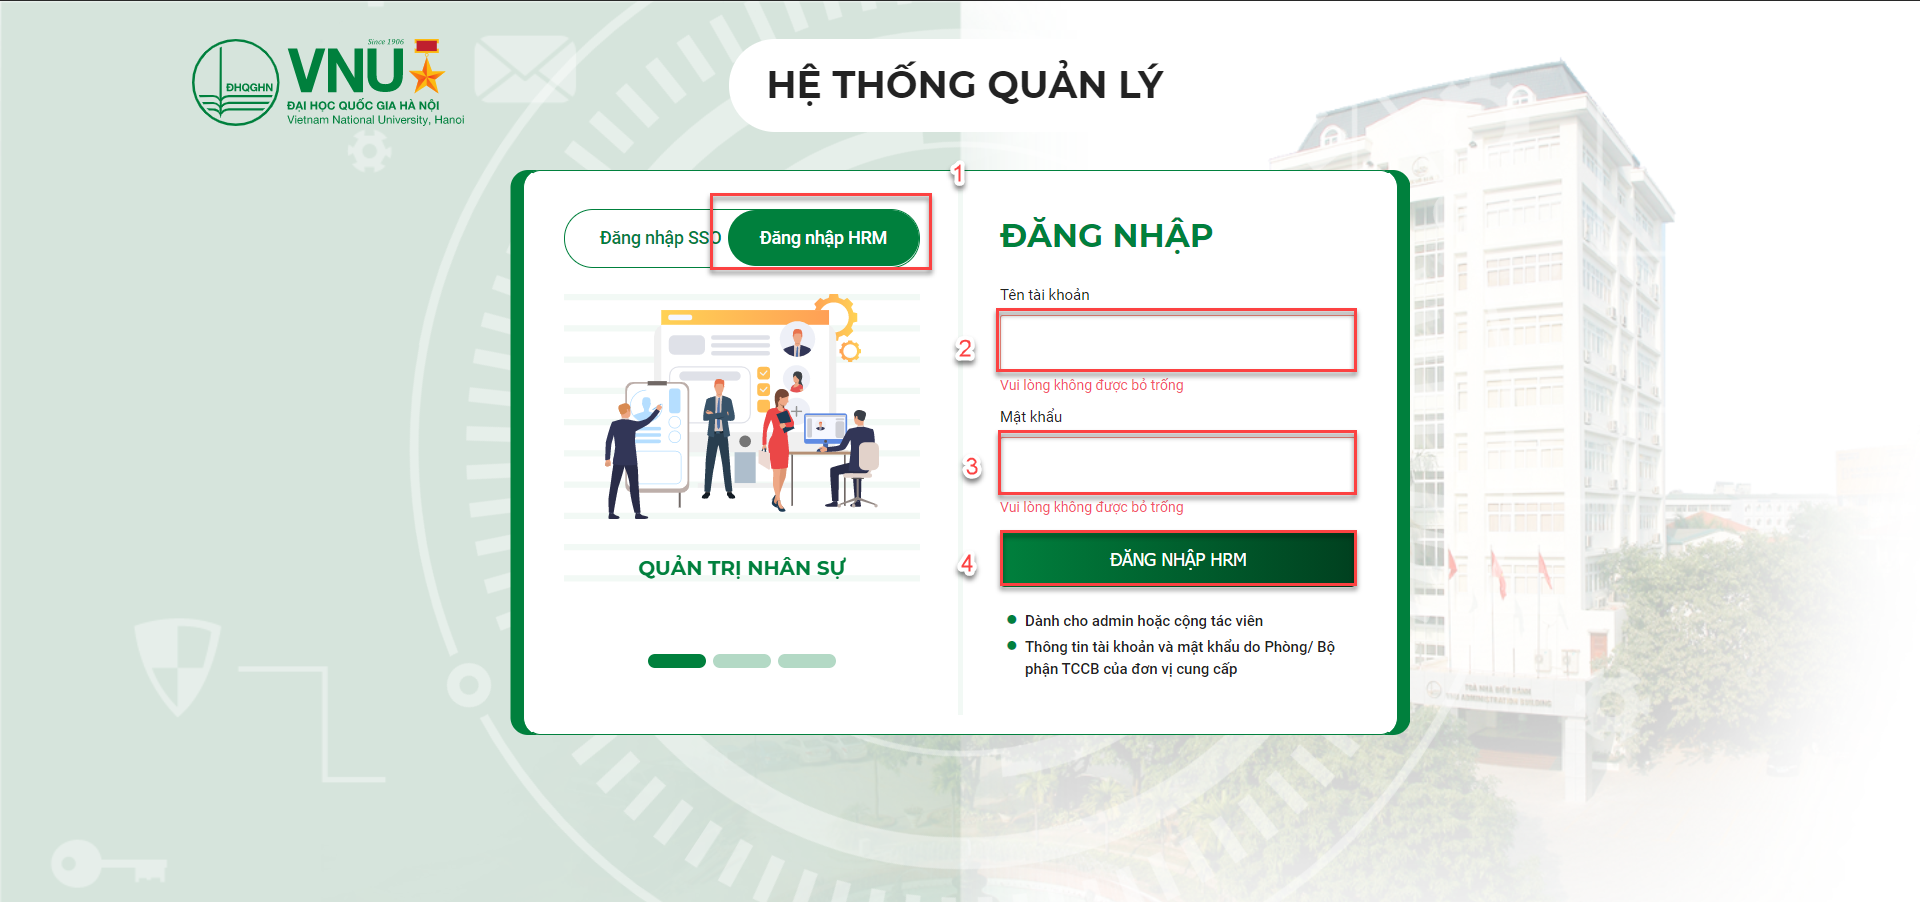 Since 1906
ĐHQGHN
VNU
ĐẠI HỌC QUỐC GIA HÀ NỘI
Vietnam National University, Hanoi
HỆ THỐNG QUẢN LÝ
1
Đăng nhập SSO
Đăng nhập HRM
QUẢN TRỊ NHÂN SỰ
ĐĂNG NHẬP
Tên tài khoản
2
Vui lòng không được bỏ trống
Mật khẩu
3
Vui lòng không được bỏ trống
4
ĐĂNG NHẬP HRM
Dành cho admin hoặc cộng tác viên
Thông tin tài khoản và mật khẩu do Phòng/ Bộ
phận TCCB của đơn vị cung cấp